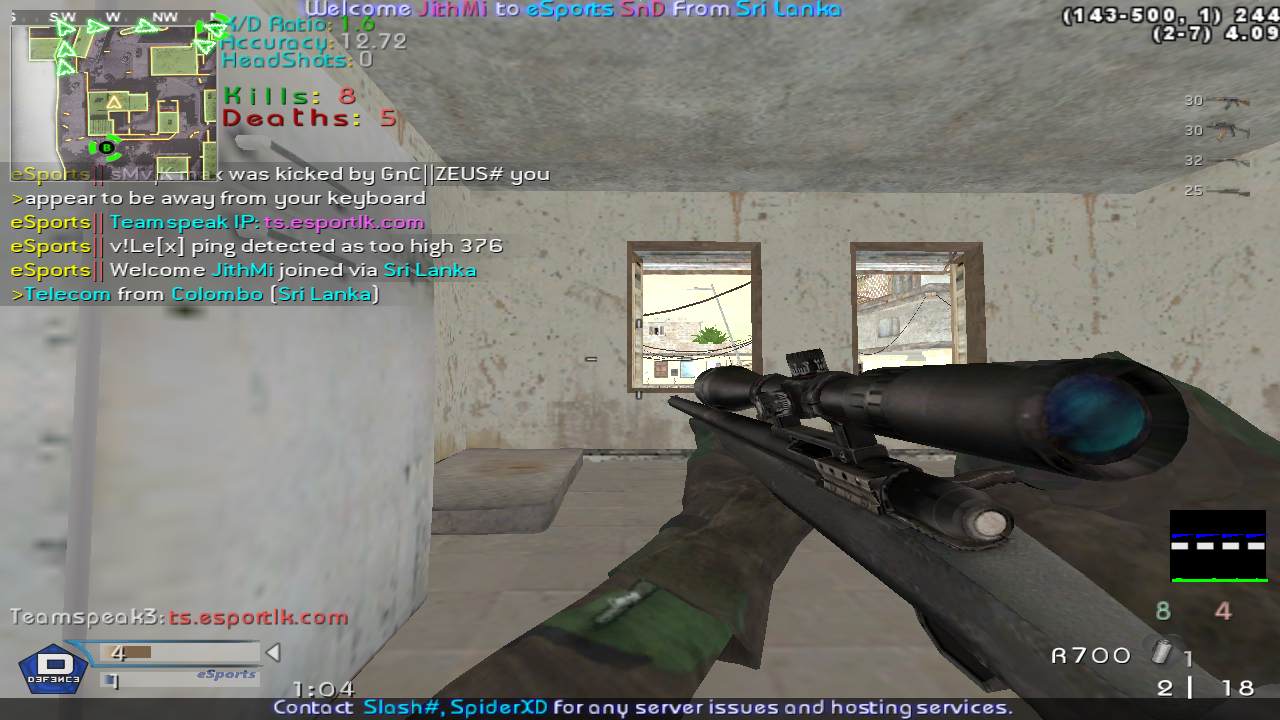 Welcome JithMi to eSports SnD From Sri Lanka
(143-500, 1) 244
(2-7) 4.09
S SW W NW
K/D Ratio: 1.6
Accuracy: 12.72
HeadShots: 0
Kills: 8
Deaths: 5
30
30
32
25
B
eSports|| was kicked by GnC||ZEUS# you
>appear to be away from your keyboard
eSports|| Teamspeak IP: ts.esportlk.com
eSports|| v!Le[x] ping detected as too high 376
eSports|| Welcome JithMi joined via Sri Lanka
>Telecom from Colombo (Sri Lanka)
Teamspeak3: ts.esportlk.com
8 4
4
D
D3F3NC3
1
eSports
R700 1
2 | 18
1:04
Contact Slash#, SpiderXD for any server issues and hosting services.